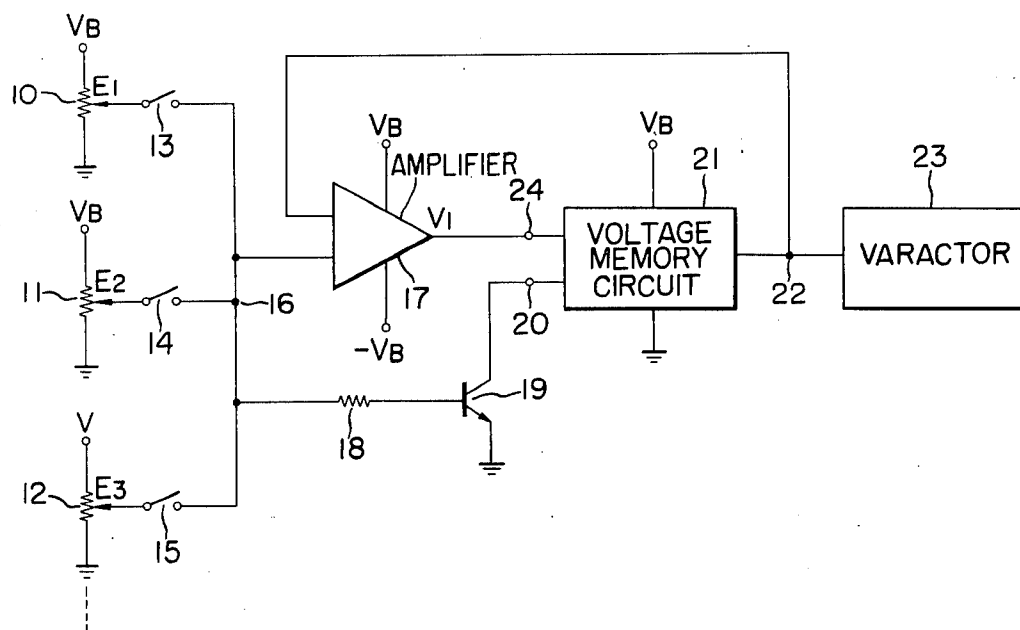 VB
10
E1
13
VB
AMPLIFIER
V1
17
-VB
24
VB
21
VOLTAGE
MEMORY
CIRCUIT
20
22
23
VARACTOR
VB
11
E2
14
16
18
19
V
12
E3
15